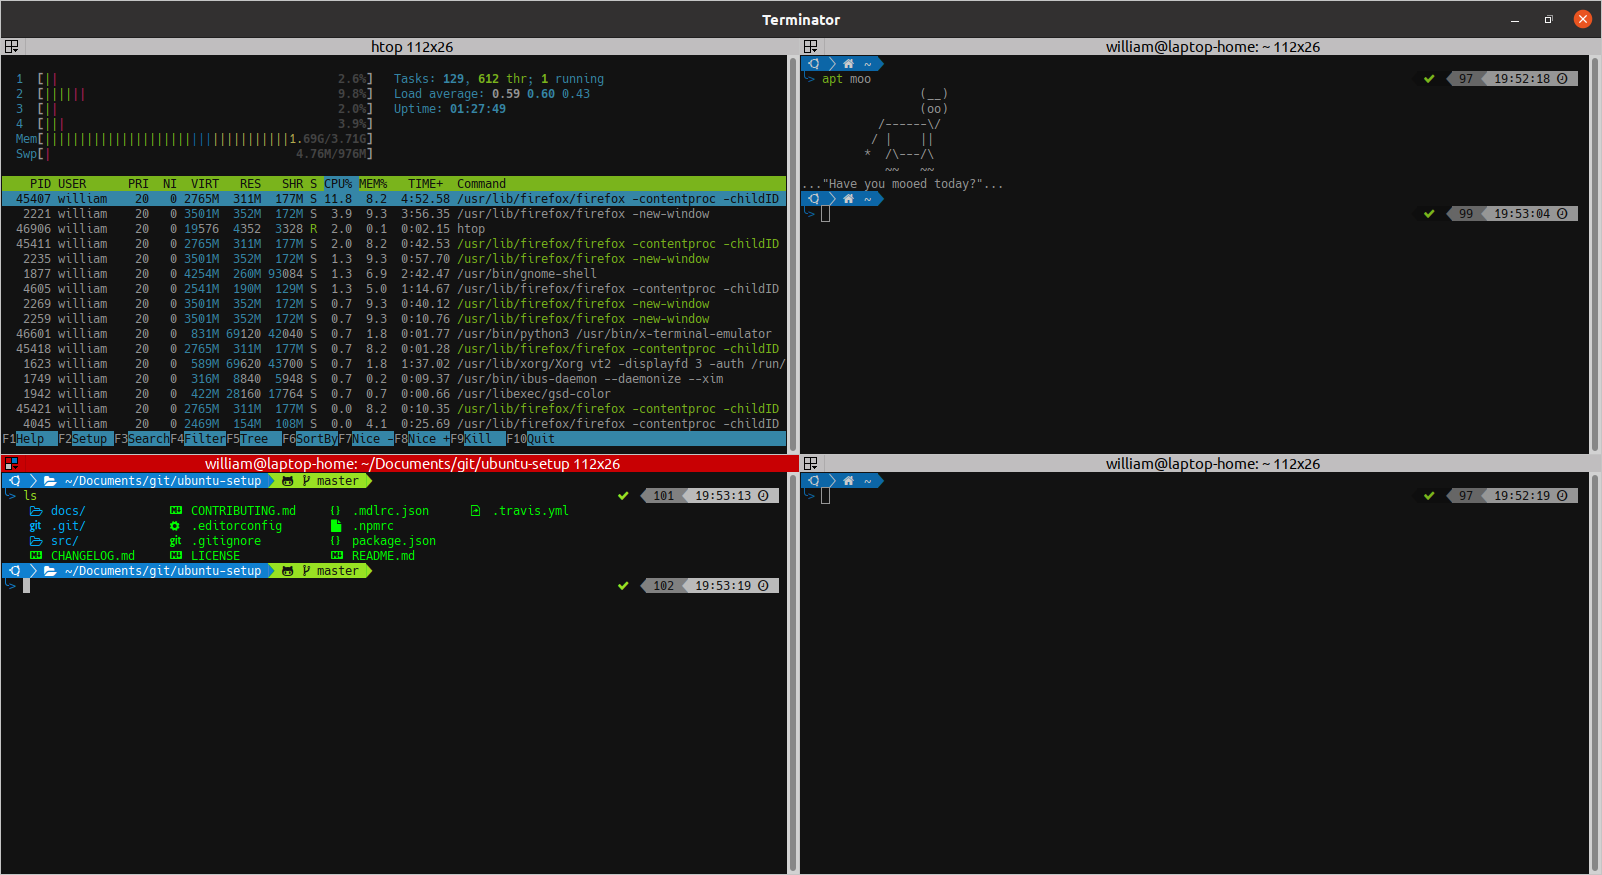 Terminator
htop 112x26
1 [|| 2.6%] Tasks: 129, 612 thr; 1 running
2 [|||||| 9.8%] Load average: 0.59 0.60 0.43
3 [|| 2.0%] Uptime: 01:27:49
4 [||| 3.9%]
Mem[|||||||||||||||||||||||||||||||||||1.69G/3.71G]
Swp[| 4.76M/976M]
PID USER PRI NI VIRT RES SHR S CPU% MEM% TIME+ Command
45407 william 20 0 2765M 311M 177M S 11.8 8.2 4:52.58 /usr/lib/firefox/firefox -contentproc -childID
2221 william 20 0 3501M 352M 172M S 3.9 9.3 3:56.35 /usr/lib/firefox/firefox -new-window
46906 william 20 0 19576 4352 3328 R 2.0 0.1 0:02.15 htop
45411 william 20 0 2765M 311M 177M S 2.0 8.2 0:42.53 /usr/lib/firefox/firefox -contentproc -childID
2235 william 20 0 3501M 352M 172M S 1.3 9.3 0:57.70 /usr/lib/firefox/firefox -new-window
1877 william 20 0 4254M 260M 93084 S 1.3 6.9 2:42.47 /usr/bin/gnome-shell
4605 william 20 0 2541M 190M 129M S 1.3 5.0 1:14.67 /usr/lib/firefox/firefox -contentproc -childID
2269 william 20 0 3501M 352M 172M S 0.7 9.3 0:40.12 /usr/lib/firefox/firefox -new-window
2259 william 20 0 3501M 352M 172M S 0.7 9.3 0:10.76 /usr/lib/firefox/firefox -new-window
46601 william 20 0 831M 69120 42040 S 0.7 1.8 0:01.77 /usr/bin/python3 /usr/bin/x-terminal-emulator
45418 william 20 0 2765M 311M 177M S 0.7 8.2 0:01.28 /usr/lib/firefox/firefox -contentproc -childID
1623 william 20 0 589M 69620 43700 S 0.7 1.8 1:37.02 /usr/lib/xorg/Xorg vt2 -displayfd 3 -auth /run/
1749 william 20 0 316M 8840 5948 S 0.7 0.2 0:09.37 /usr/bin/ibus-daemon --daemonize --xim
1942 william 20 0 422M 28160 17764 S 0.7 0.7 0:00.66 /usr/libexec/gsd-color
45421 william 20 0 2765M 311M 177M S 0.0 8.2 0:10.35 /usr/lib/firefox/firefox -contentproc -childID
4045 william 20 0 2469M 154M 108M S 0.0 4.1 0:25.69 /usr/lib/firefox/firefox -contentproc -childID
F1Help F2Setup F3SearchF4FilterF5Tree F6SortByF7Nice -F8Nice +F9Kill F10Quit
william@laptop-home: ~ 112x26
~
apt moo 97 19:52:18
(__)
(oo)
/------\/
/ | ||
* /\---/\
~~ ~~
..."Have you mooed today?"...
~
99 19:53:04
william@laptop-home: ~/Documents/git/ubuntu-setup 112x26
~/Documents/git/ubuntu-setup master
ls 101 19:53:13
docs/ CONTRIBUTING.md {} .mdlrc.json .travis.yml
git .git/ .editorconfig .npmrc
src/ git .gitignore {} package.json
CHANGELOG.md LICENSE README.md
~/Documents/git/ubuntu-setup master
102 19:53:19
william@laptop-home: ~ 112x26
~
97 19:52:19